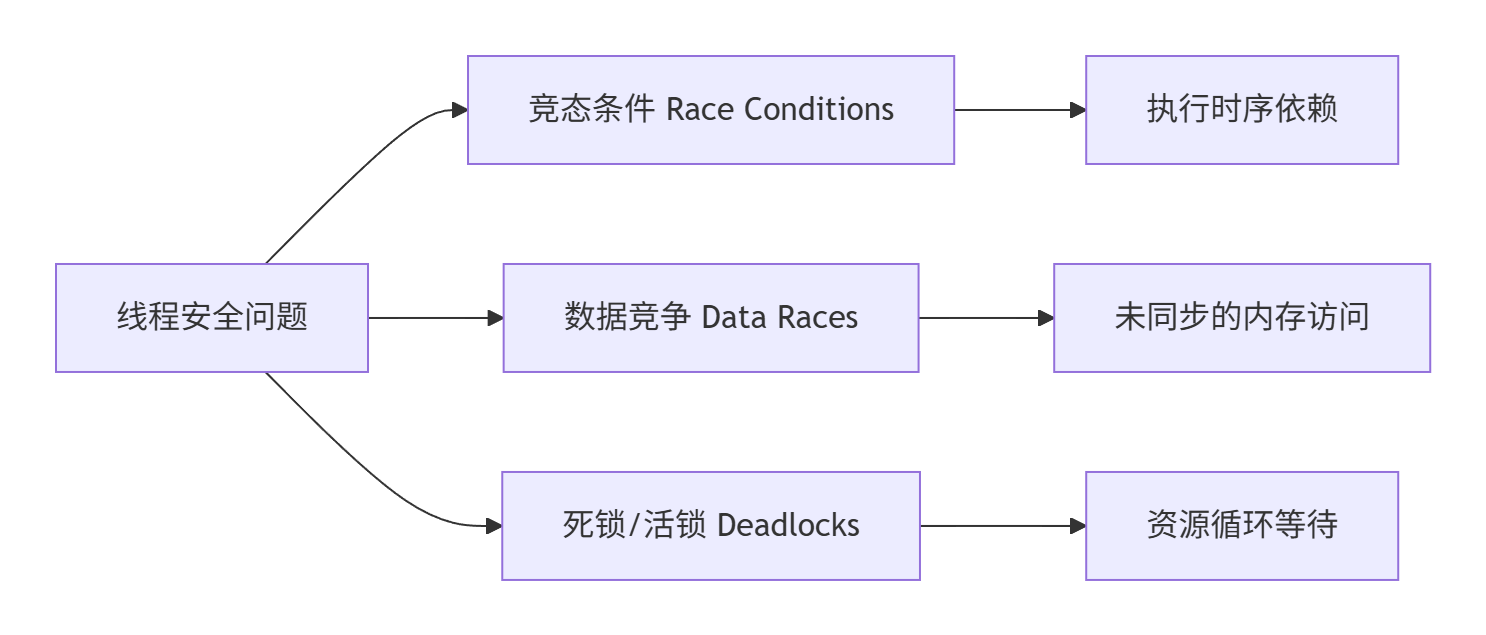 竞态条件 Race Conditions
执行时序依赖
线程安全问题
数据竞争 Data Races
未同步的内存访问
死锁/活锁 Deadlocks
资源循环等待